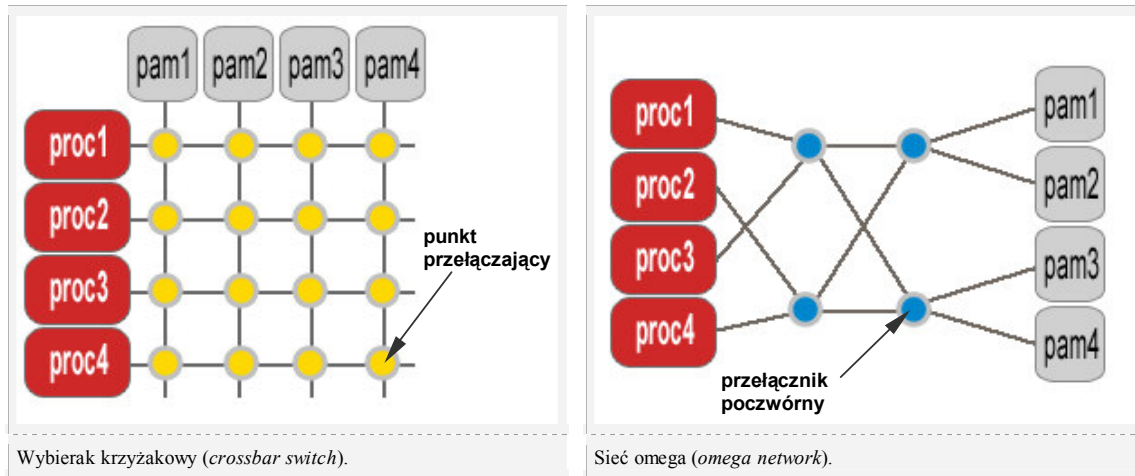 pam1 pam2 pam3 pam4
proc1
proc2
proc3
proc4
punkt
przełączający
Wybierak krzyżakowy (crossbar switch).
proc1
proc2
proc3
proc4
pam1
pam2
pam3
pam4
przełącznik
poczwórny
Sieć omega (omega network).